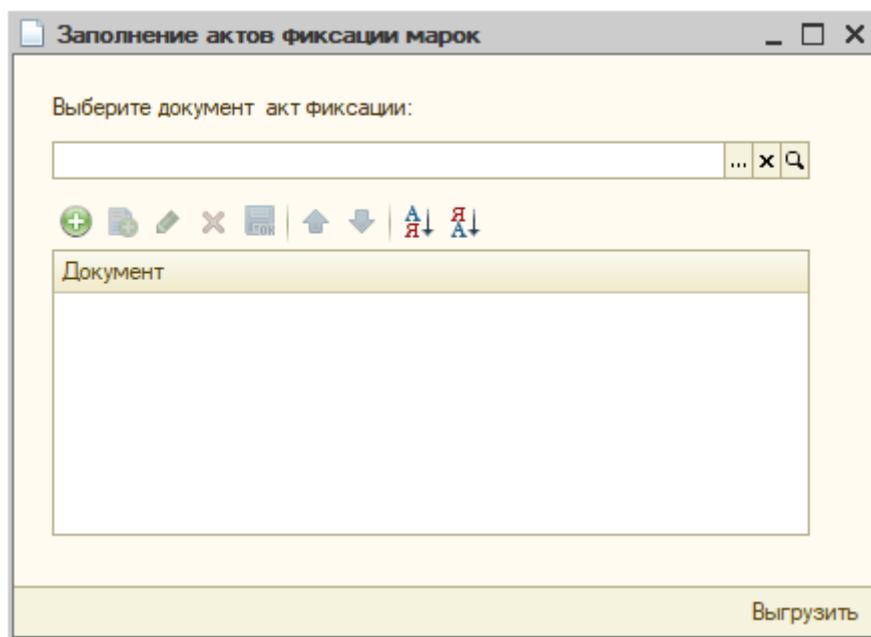 Заполнение актов фиксации марок
Выберите документ акт фиксации:
...
Документ
Выгрузить